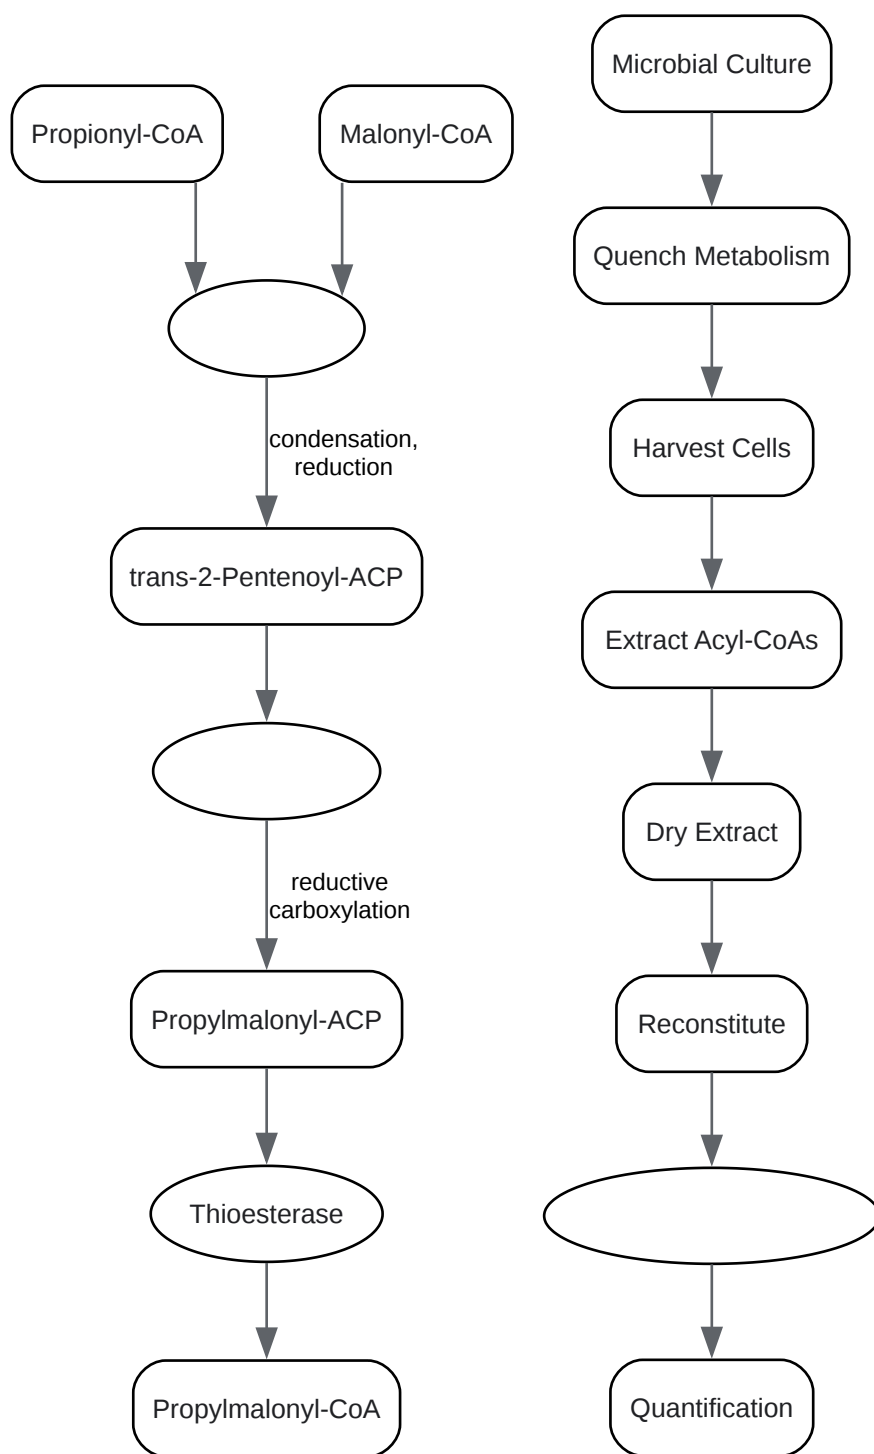 Propionyl-CoA
Malonyl-CoA
condensation,
reduction
trans-2-Pentenoyl-ACP
reductive
carboxylation
Propylmalonyl-ACP
Thioesterase
Propylmalonyl-CoA
Microbial Culture
Quench Metabolism
Harvest Cells
Extract Acyl-CoAs
Dry Extract
Reconstitute
Quantification